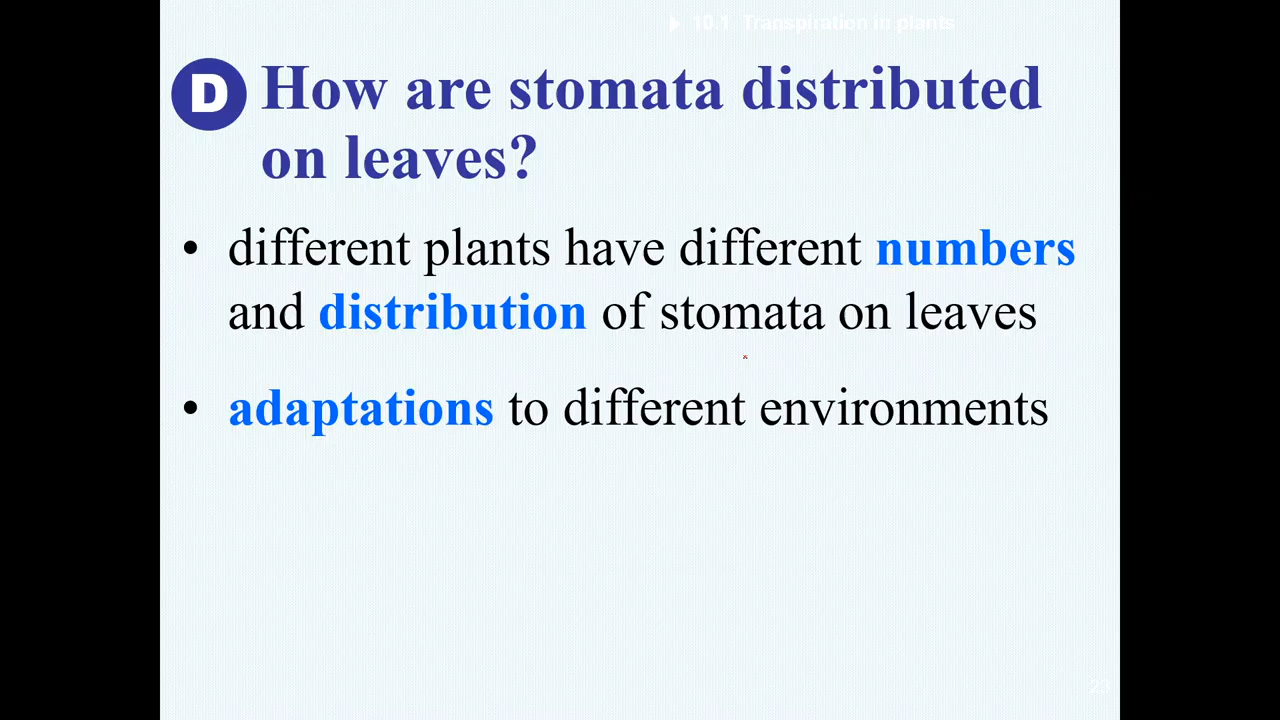 10.1 Transpiration in plants
D How are stomata distributed
on leaves?
• different plants have different numbers
and distribution of stomata on leaves
• adaptations to different environments
23